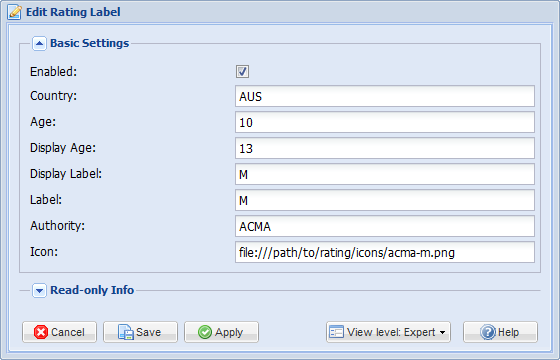 Edit Rating Label
Basic Settings
Enabled:
Country: AUS
Age: 10
Display Age: 13
Display Label: M
Label: M
Authority: ACMA
Icon: file:///path/to/rating/icons/acma-m.png
Read-only Info
Cancel Save Apply View level: Expert Help